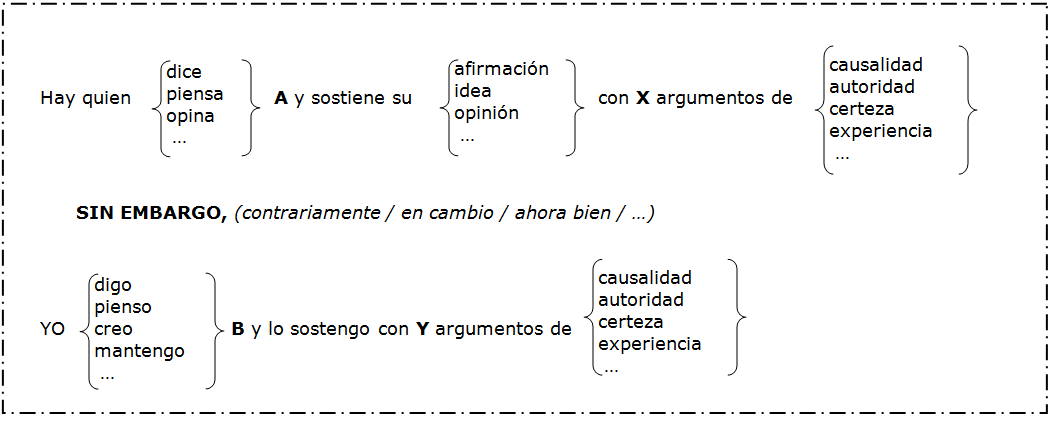 Hay quien dice piensa opina ... A y sostiene su afirmación idea opinión ... con X argumentos de causalidad autoridad certeza experiencia ...
SIN EMBARGO, (contrariamente / en cambio / ahora bien / ...)
YO digo pienso creo mantengo ... B y lo sostengo con Y argumentos de causalidad autoridad certeza experiencia ...